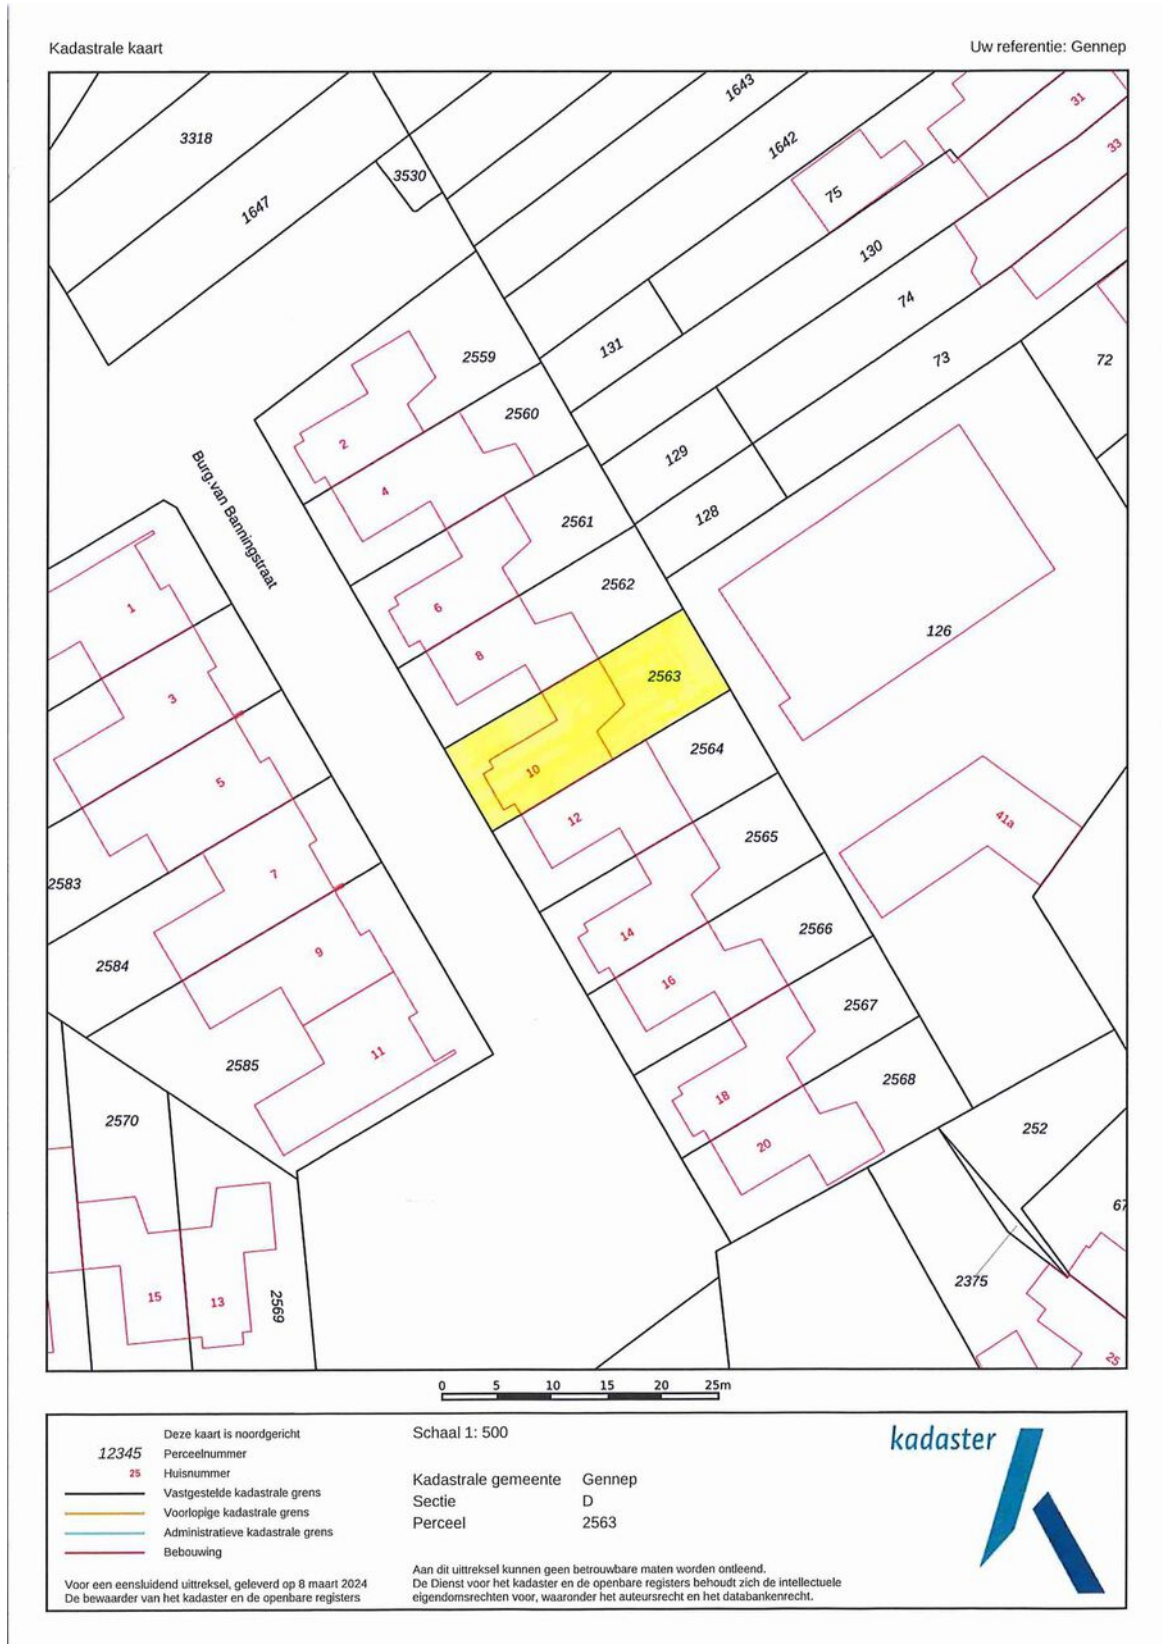 Kadastrale kaart
Uw referentie: Gennep
1643
31
3318
1642
33
3530
75
1647
130
74
131
2559
73
72
2560
2
129
4
128
2561
Burg.van Banningstraat
2562
1
6
126
8
2563
3
2564
10
5
12
41a
2565
7
2583
14
2566
9
2584
16
2567
11
2585
2568
18
2570
252
20
67
2375
15
13
2569
25
0 5 10 15 20 25m
Deze kaart is noordgericht
12345 Perceelnummer
25 Huisnummer
Vastgestelde kadastrale grens
Voorlopige kadastrale grens
Administratieve kadastrale grens
Bebouwing
Voor een eensluidend uittreksel, geleverd op 8 maart 2024
De bewaarder van het kadaster en de openbare registers
Schaal 1: 500
Kadastrale gemeente Gennep
Sectie D
Perceel 2563
Aan dit uittreksel kunnen geen betrouwbare maten worden ontleend.
De Dienst voor het kadaster en de openbare registers behoudt zich de intellectuele
eigendomsrechten voor, waaronder het auteursrecht en het databankenrecht.
kadaster